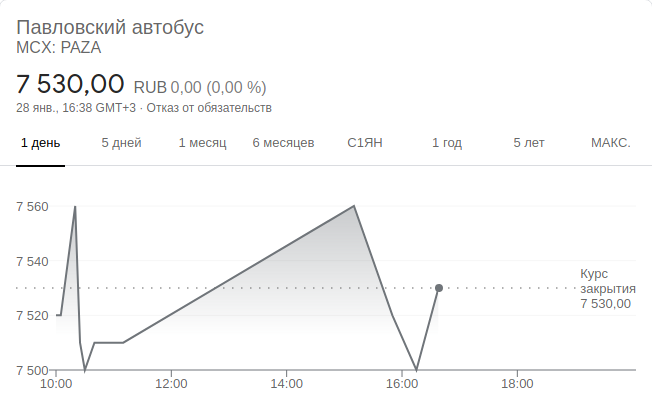 Павловский автобус
MCX: PAZA
7 530,00 RUB 0,00 (0,00 %)
28 янв., 16:38 GMT+3 · Отказ от обязательств
1 день 5 дней 1 месяц 6 месяцев С1ЯН 1 год 5 лет МАКС.
7 560
7 540
7 520
7 500
Курс
закрытия
7 530,00
10:00 12:00 14:00 16:00 18:00